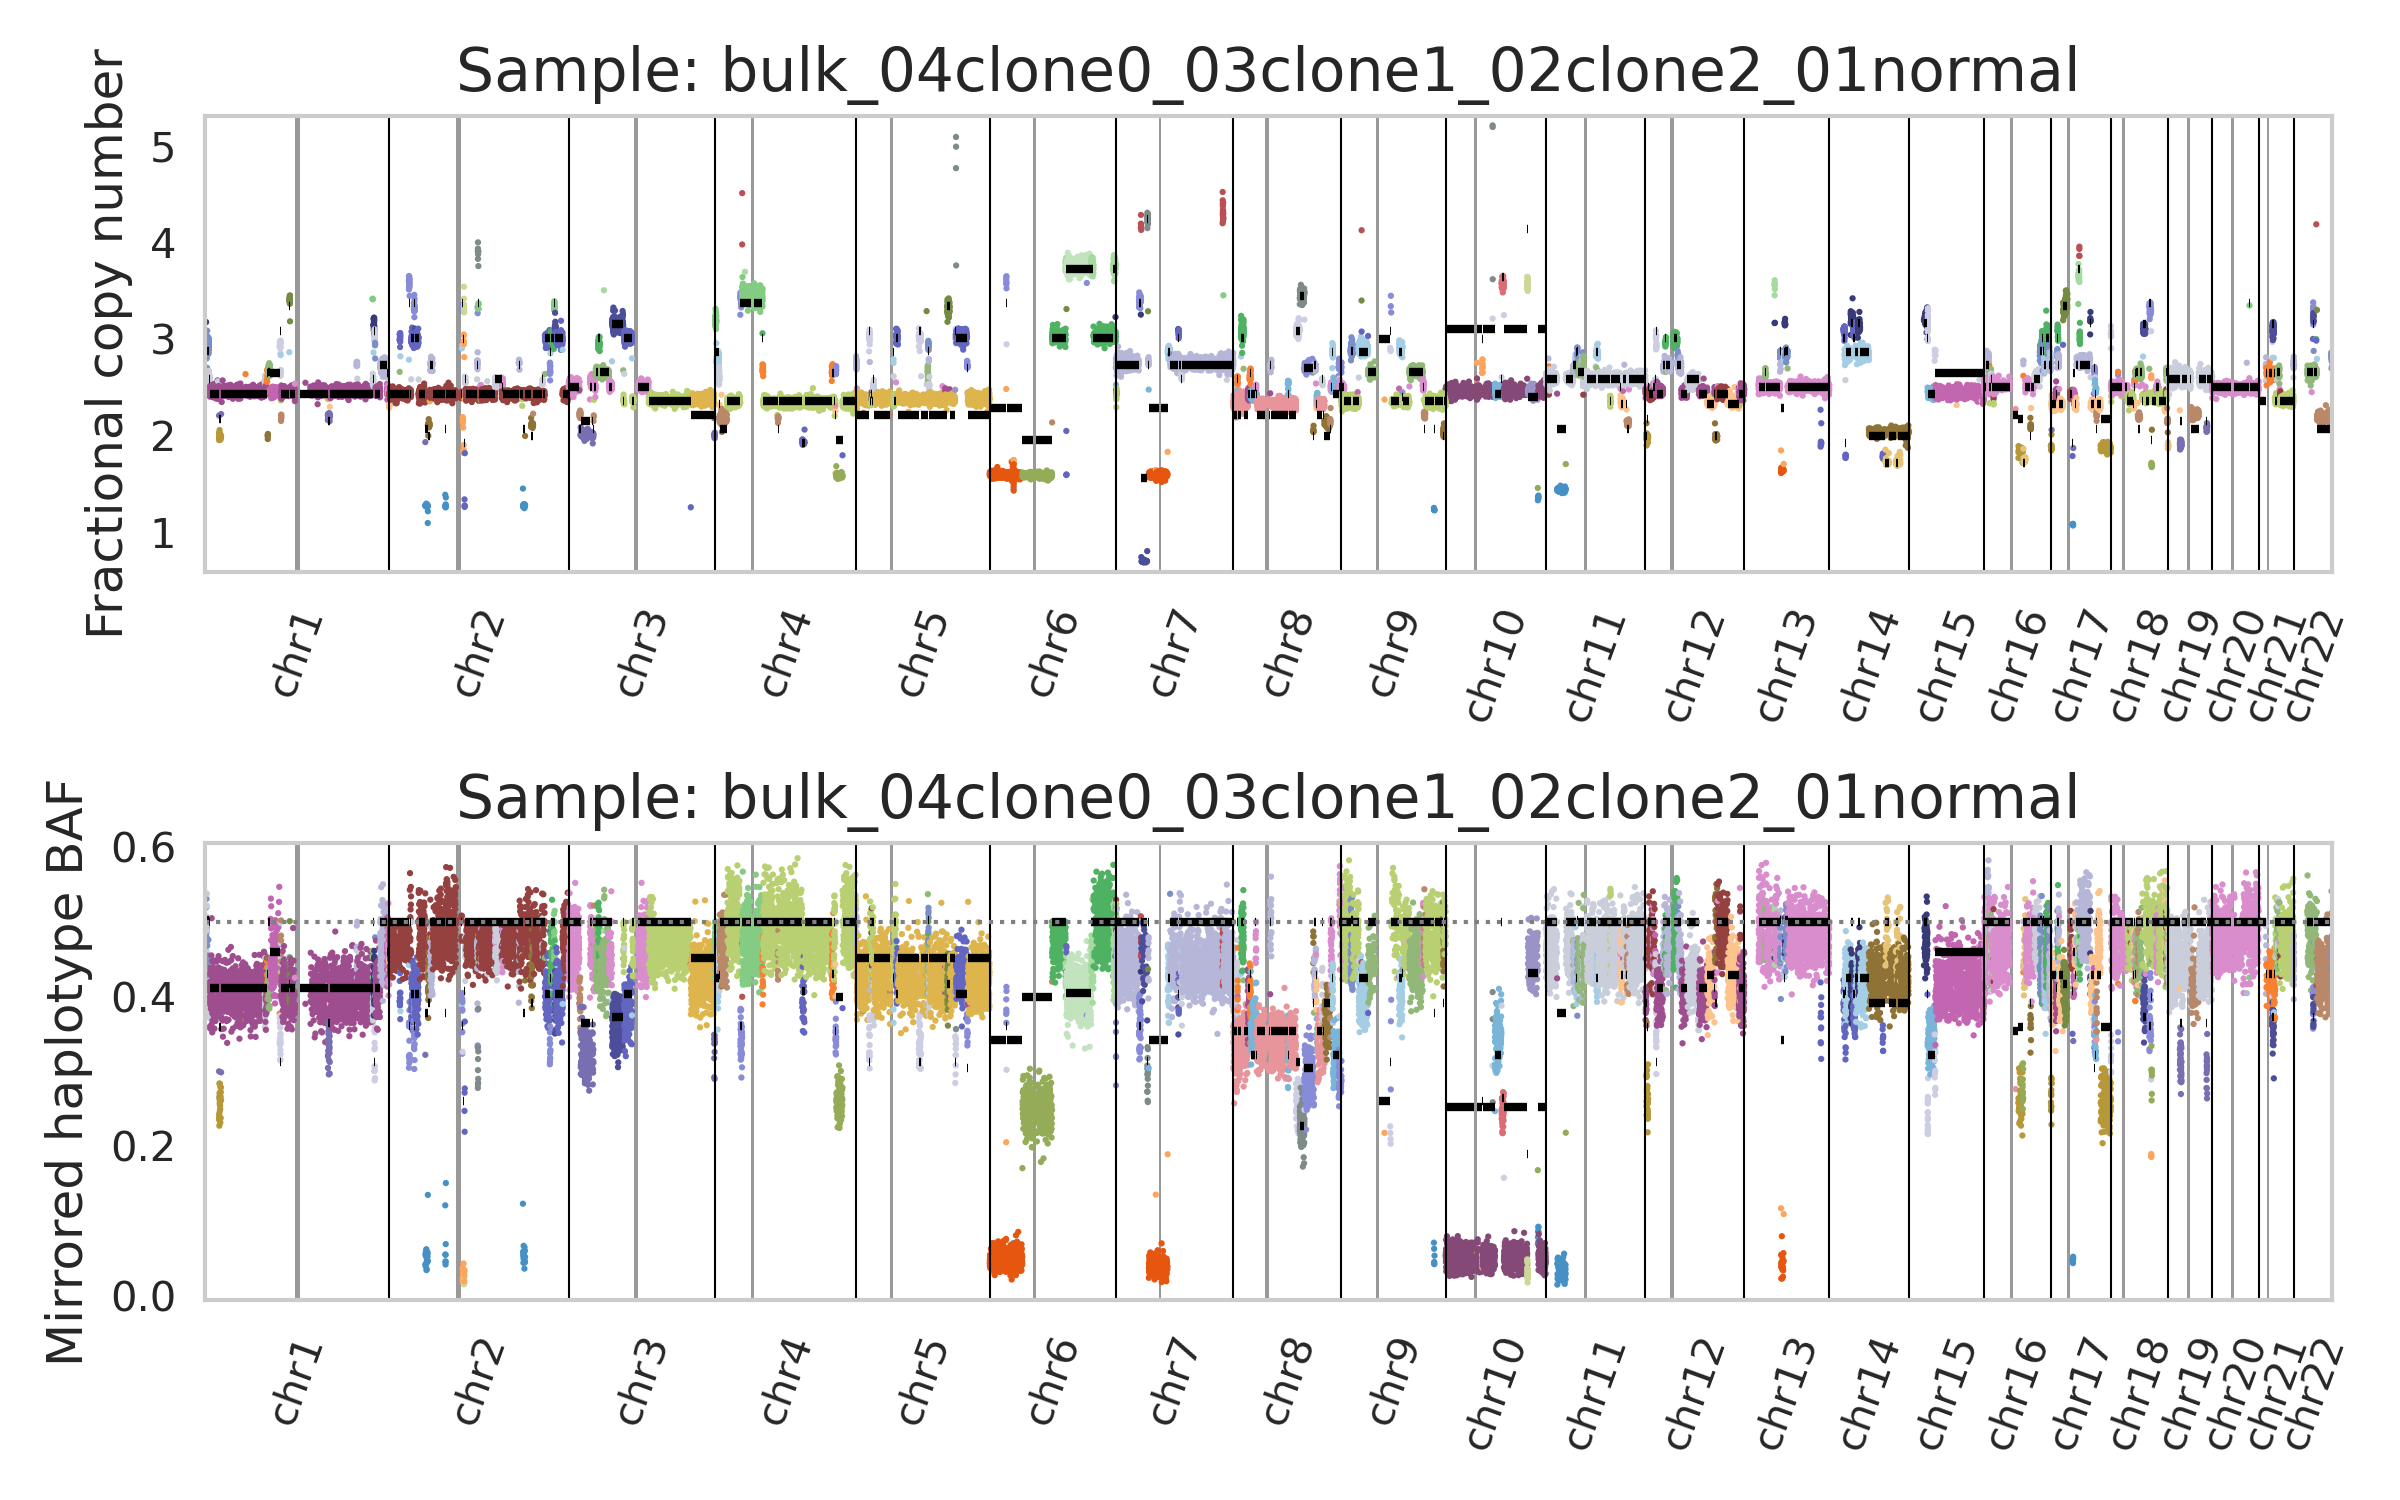 Sample: bulk_04clone0_03clone1_02clone2_01normal
Fractional copy number
5
4
3
2
1
chr1 chr2 chr3 chr4 chr5 chr6 chr7 chr8 chr9 chr10 chr11 chr12 chr13 chr14 chr15 chr16 chr17 chr18 chr19 chr20 chr21 chr22
Sample: bulk_04clone0_03clone1_02clone2_01normal
Mirrored haplotype BAF
0.6
0.4
0.2
0.0
chr1 chr2 chr3 chr4 chr5 chr6 chr7 chr8 chr9 chr10 chr11 chr12 chr13 chr14 chr15 chr16 chr17 chr18 chr19 chr20 chr21 chr22